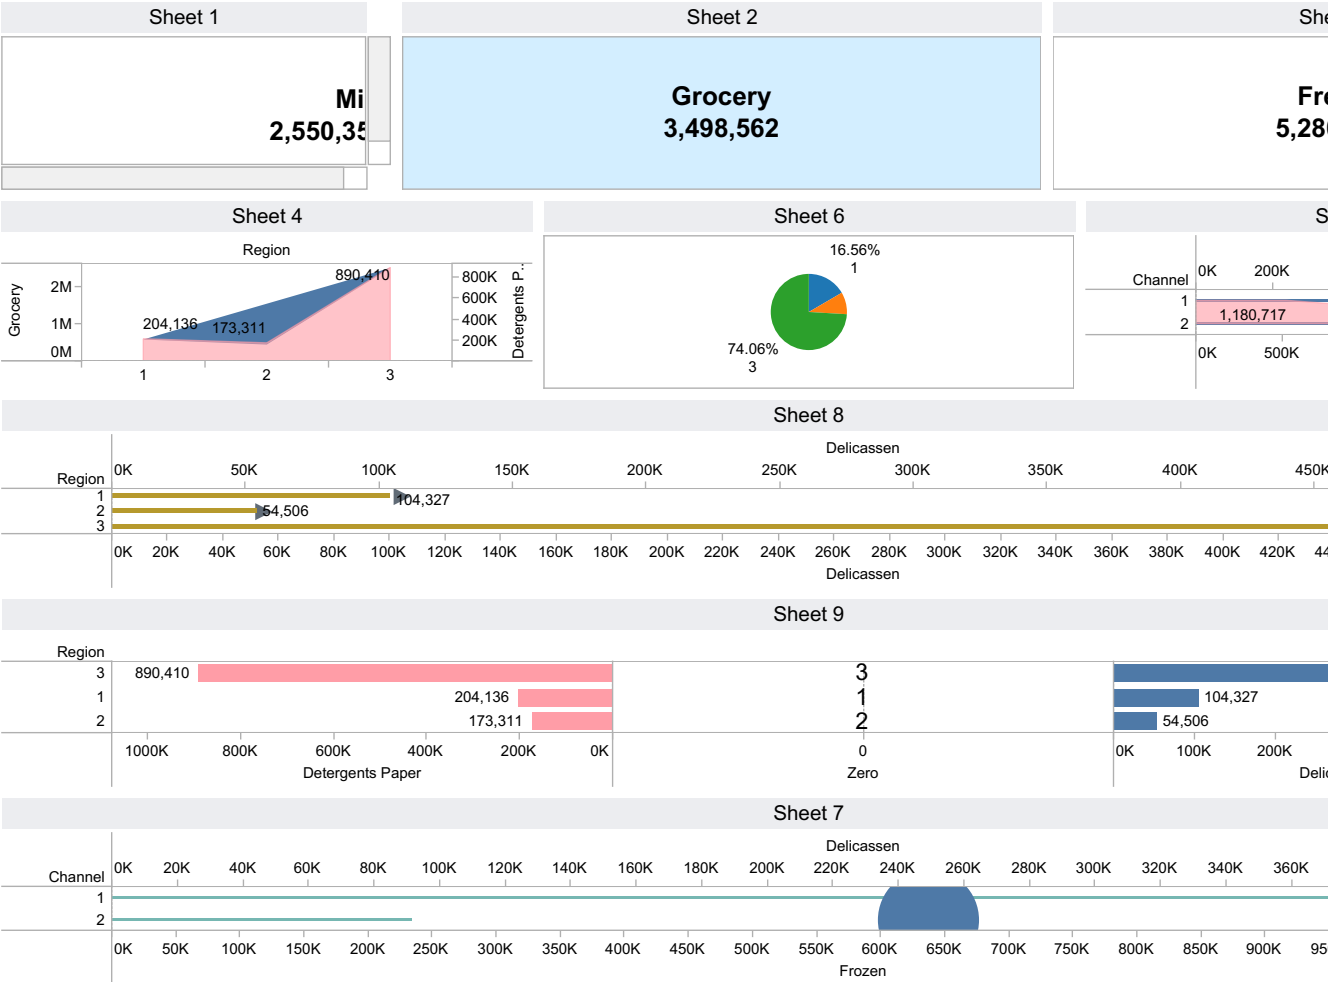 Sheet 1
Sheet 2
Grocery
3,498,562
Sheet 4
Region
Grocery
2M
1M
0M
204,136
173,311
890,410
800K
600K
400K
200K
Detergents P..
1 2 3
Sheet 6
16.56%
1
74.06%
3
Channel
0K 200K
1
2
1,180,717
0K 500K
Sheet 8
Delicassen
Region
0K 50K 100K 150K 200K 250K 300K 350K 400K 450K
1 104,327
2 54,506
3
0K 20K 40K 60K 80K 100K 120K 140K 160K 180K 200K 220K 240K 260K 280K 300K 320K 340K 360K 380K 400K 420K
Delicassen
Sheet 9
Region
3 890,410 3
1 204,136 1 104,327
2 173,311 2 54,506
1000K 800K 600K 400K 200K 0K 0 0K 100K 200K
Detergents Paper Zero
Sheet 7
Delicassen
Channel
0K 20K 40K 60K 80K 100K 120K 140K 160K 180K 200K 220K 240K 260K 280K 300K 320K 340K 360K
1
2
0K 50K 100K 150K 200K 250K 300K 350K 400K 450K 500K 550K 600K 650K 700K 750K 800K 850K 900K
Frozen